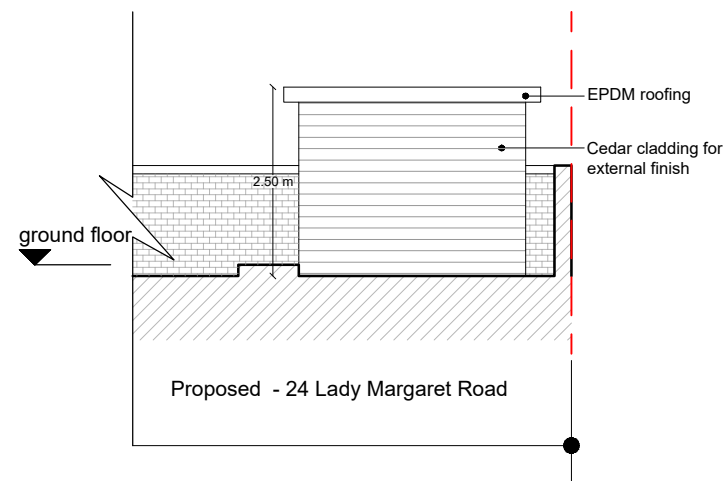 EPDM roofing
Cedar cladding for
external finish
2.50 m
ground floor
Proposed - 24 Lady Margaret Road